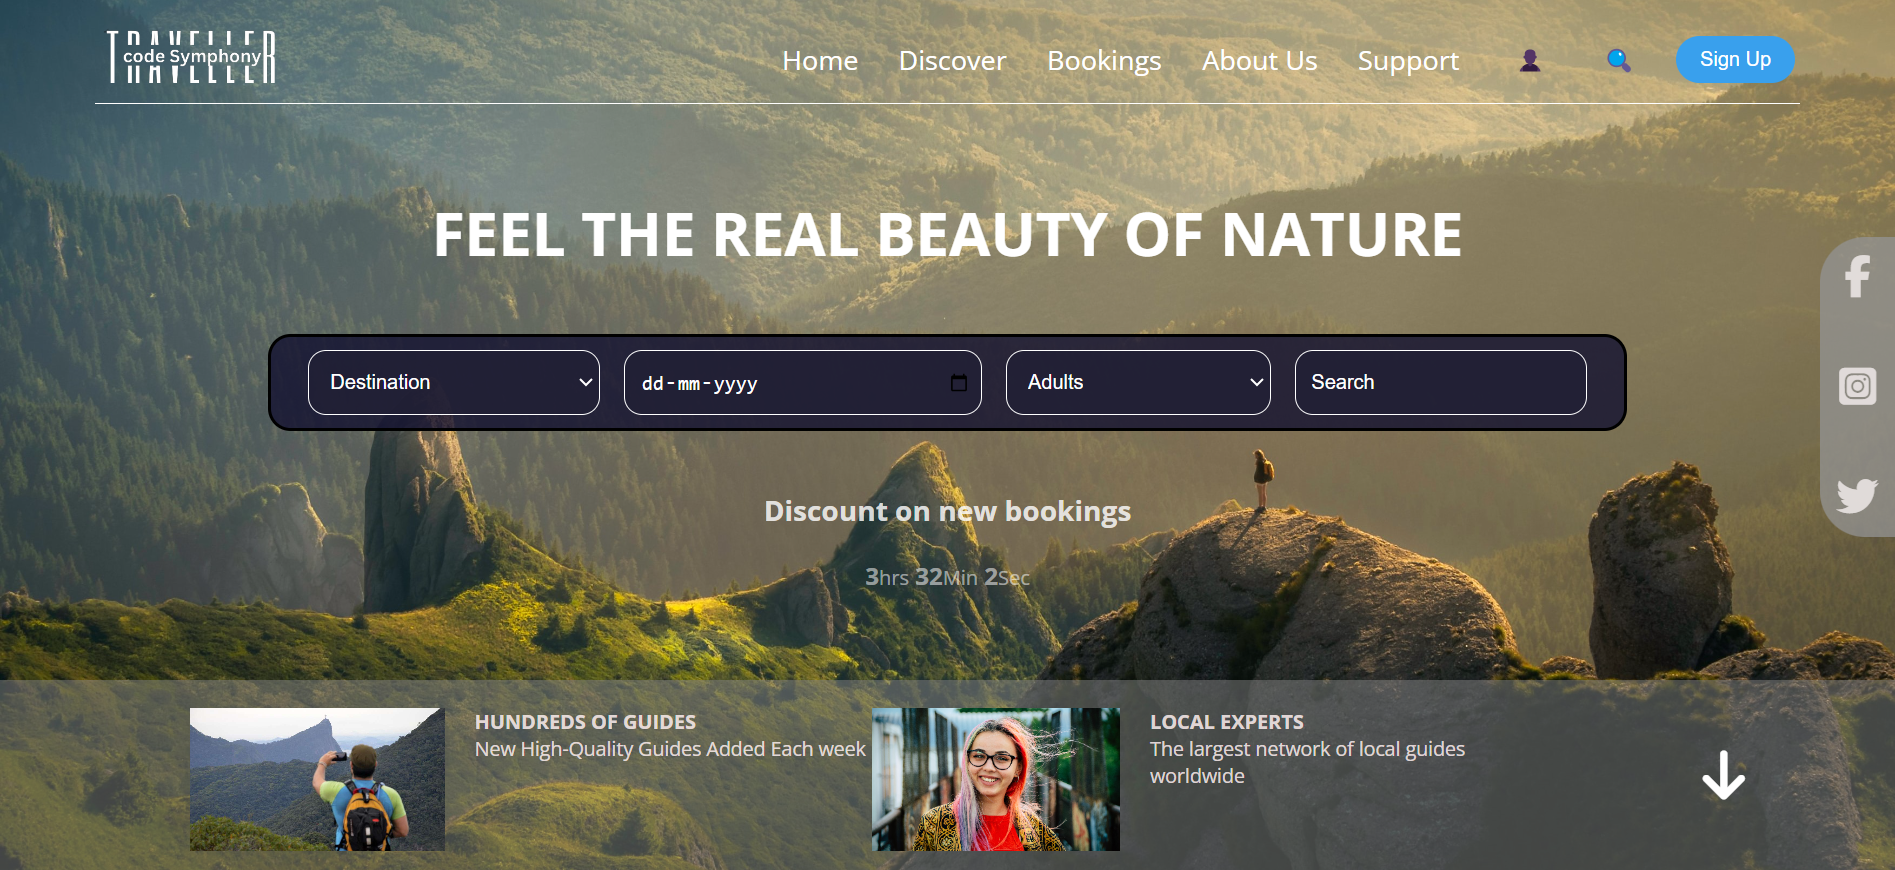 TRAVELLER
code Symphony
Home Discover Bookings About Us Support Sign Up
FEEL THE REAL BEAUTY OF NATURE
Destination dd-mm-yyyy Adults Search
Discount on new bookings
3hrs 32Min 2Sec
HUNDREDS OF GUIDES
New High-Quality Guides Added Each week
LOCAL EXPERTS
The largest network of local guides
worldwide